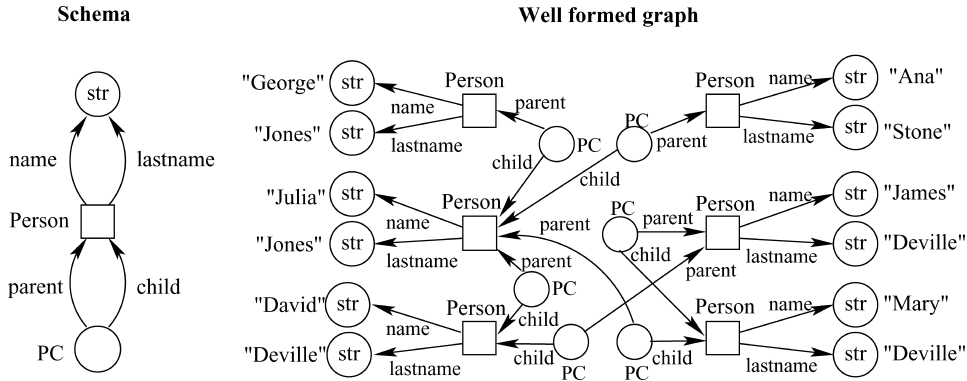 Schema
Well formed graph
str
name
lastname
Person
parent
child
PC
"George"
str
Person
name
"Jones"
str
lastname
parent
PC
child
PC
parent
child
Person
name
str
"Ana"
lastname
str
"Stone"
"Julia"
str
Person
name
"Jones"
str
lastname
parent
PC
parent
child
Person
name
str
"James"
lastname
str
"Deville"
parent
parent
PC
child
"David"
str
Person
name
"Deville"
str
lastname
child
PC
PC
child
Person
name
str
"Mary"
lastname
str
"Deville"